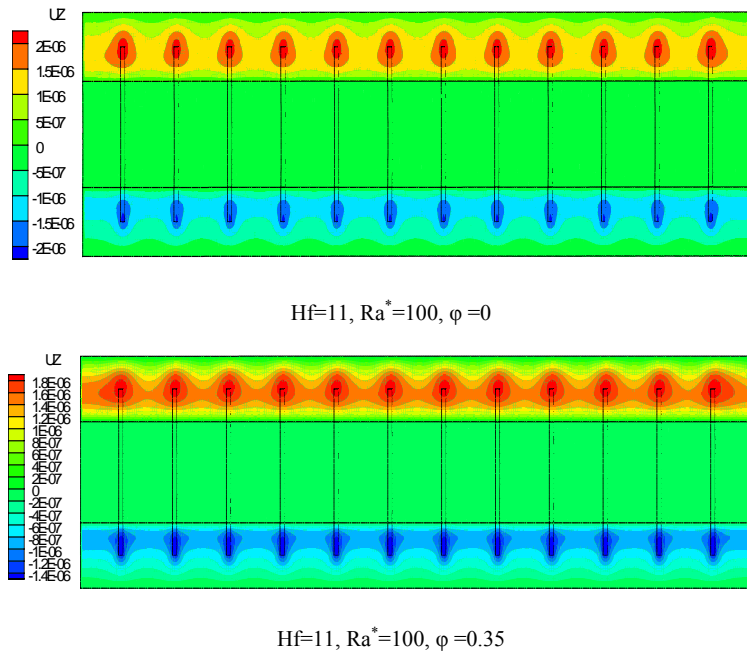 UZ
2E-06
1.5E-06
1E-06
5E-07
0
-5E-07
-1E-06
-1.5E-06
-2E-06
Hf=11, Ra*=100, φ =0
UZ
1.8E-06
1.6E-06
1.4E-06
1.2E-06
1E-06
8E-07
6E-07
4E-07
2E-07
0
-2E-07
-4E-07
-6E-07
-8E-07
-1E-06
-1.2E-06
-1.4E-06
Hf=11, Ra*=100, φ =0.35